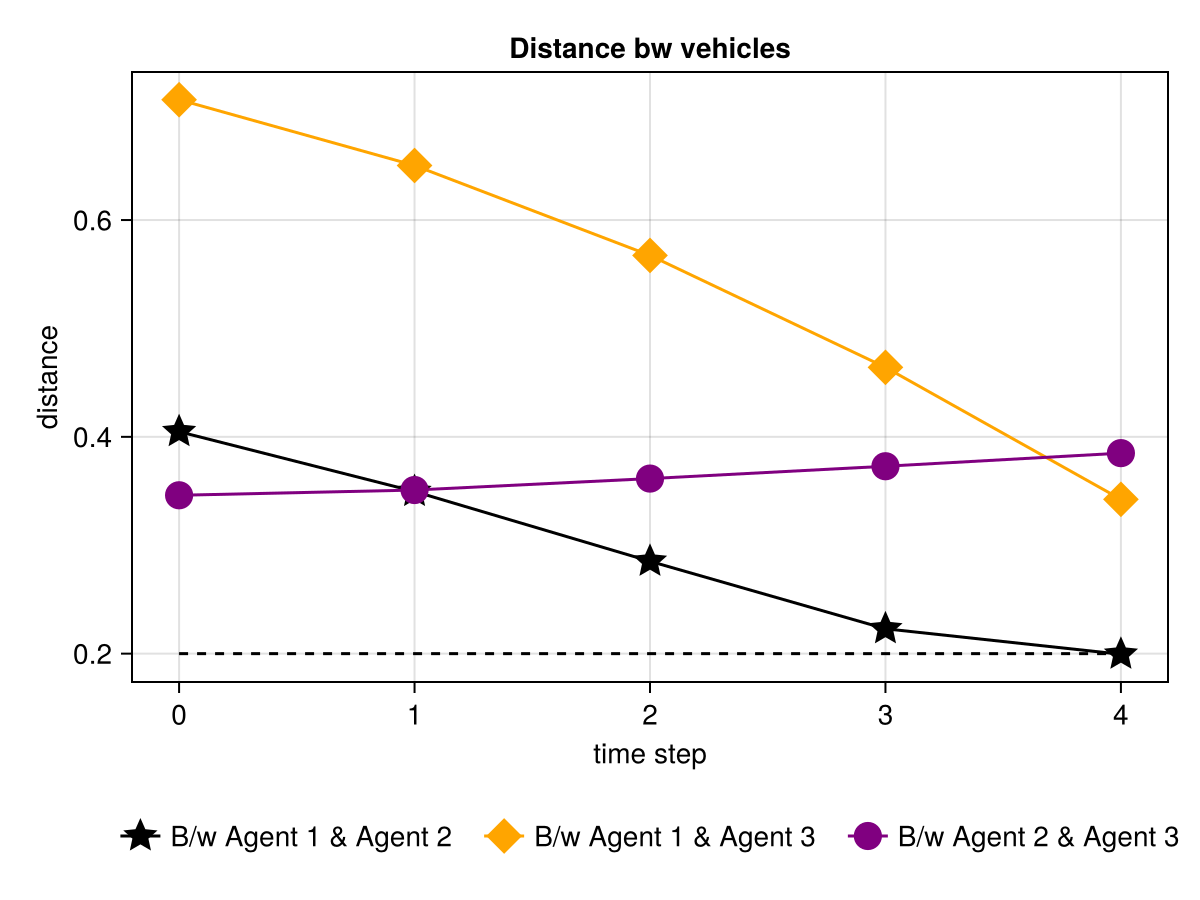 Distance bw vehicles
distance
0.6
0.4
0.2
0 1 2 3 4
time step
B/w Agent 1 & Agent 2 B/w Agent 1 & Agent 3 B/w Agent 2 & Agent 3